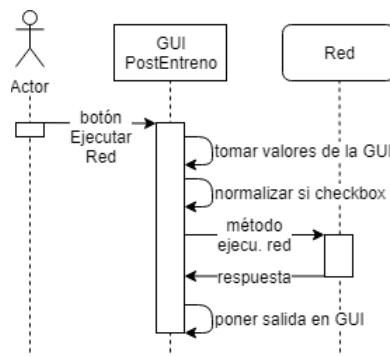 GUI
PostEntreno
Red
Actor
botón
Ejecutar
Red
tomar valores de la GUI
normalizar si checkbox
método
ejecu. red
respuesta
poner salida en GUI